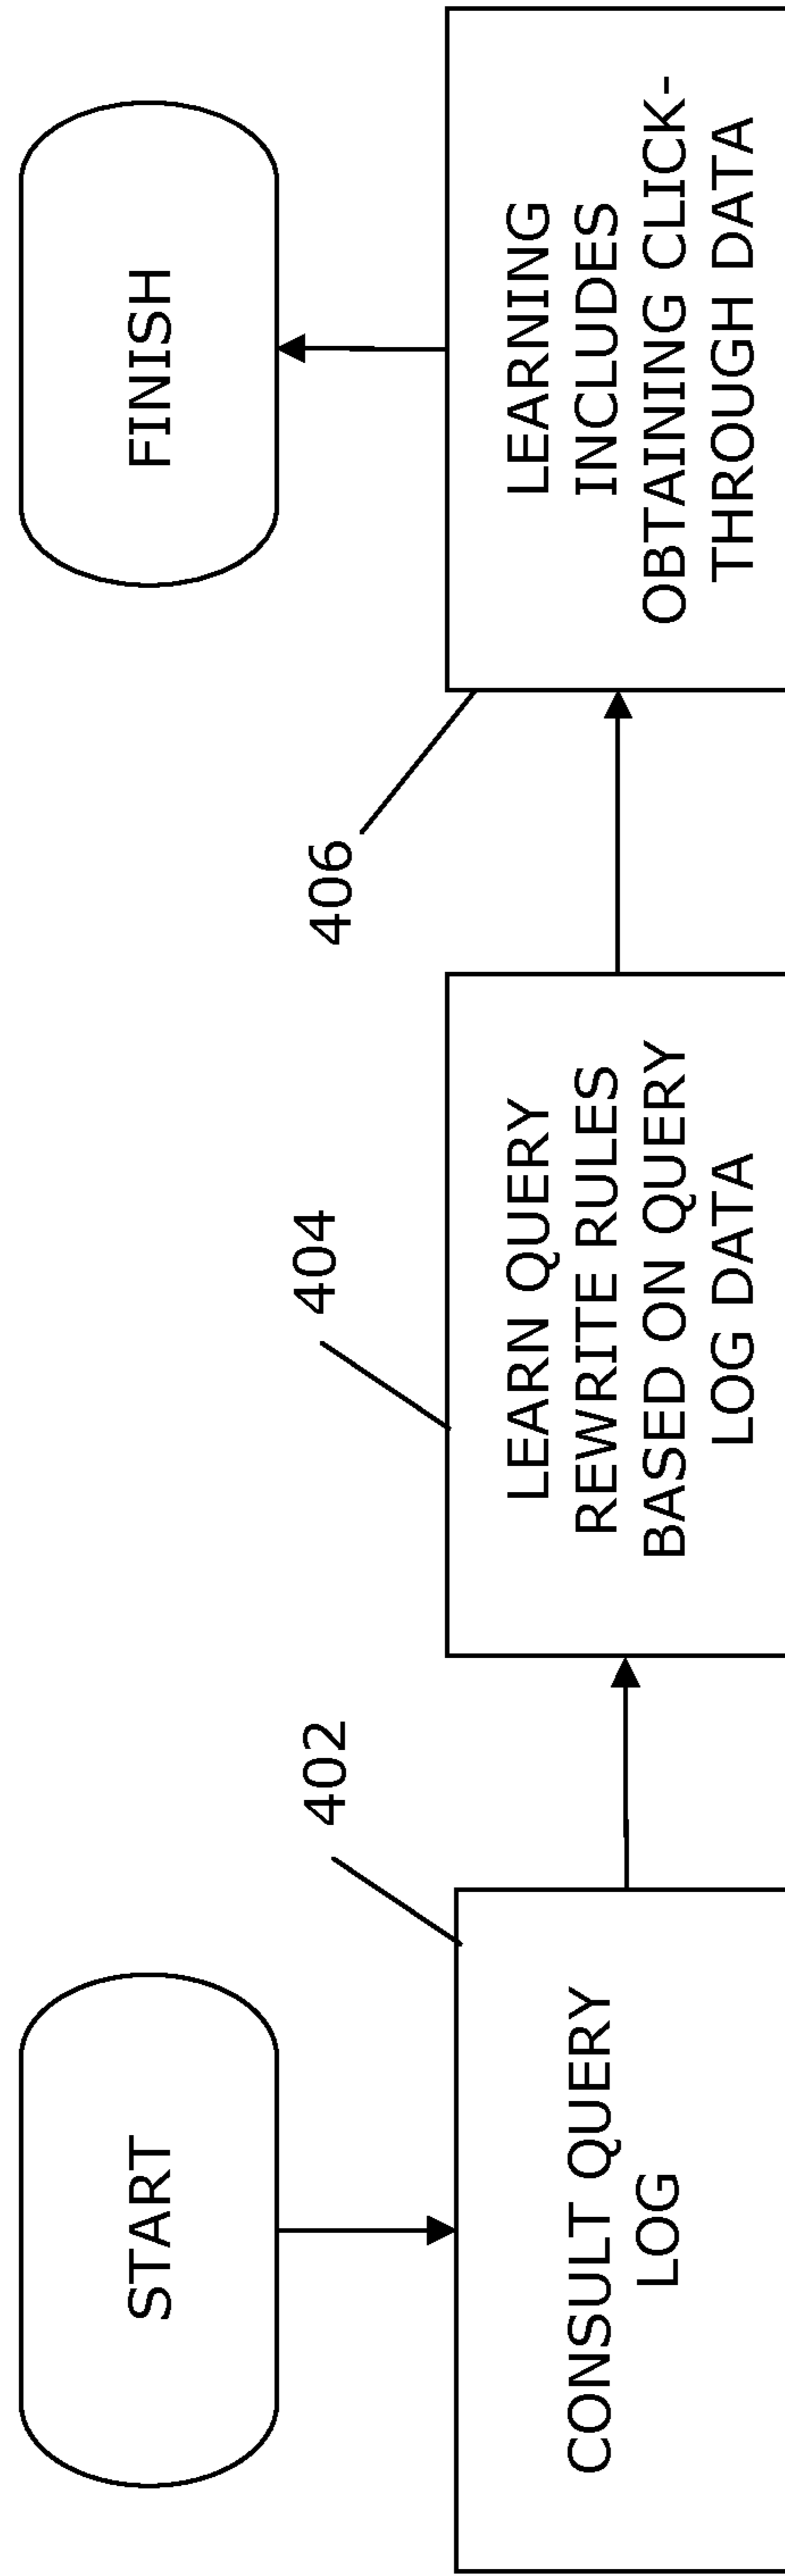 START
402
CONSULT QUERY
LOG
404
LEARN QUERY
REWRITE RULES
BASED ON QUERY
LOG DATA
406
LEARNING
INCLUDES
OBTAINING CLICK-
THROUGH DATA
FINISH